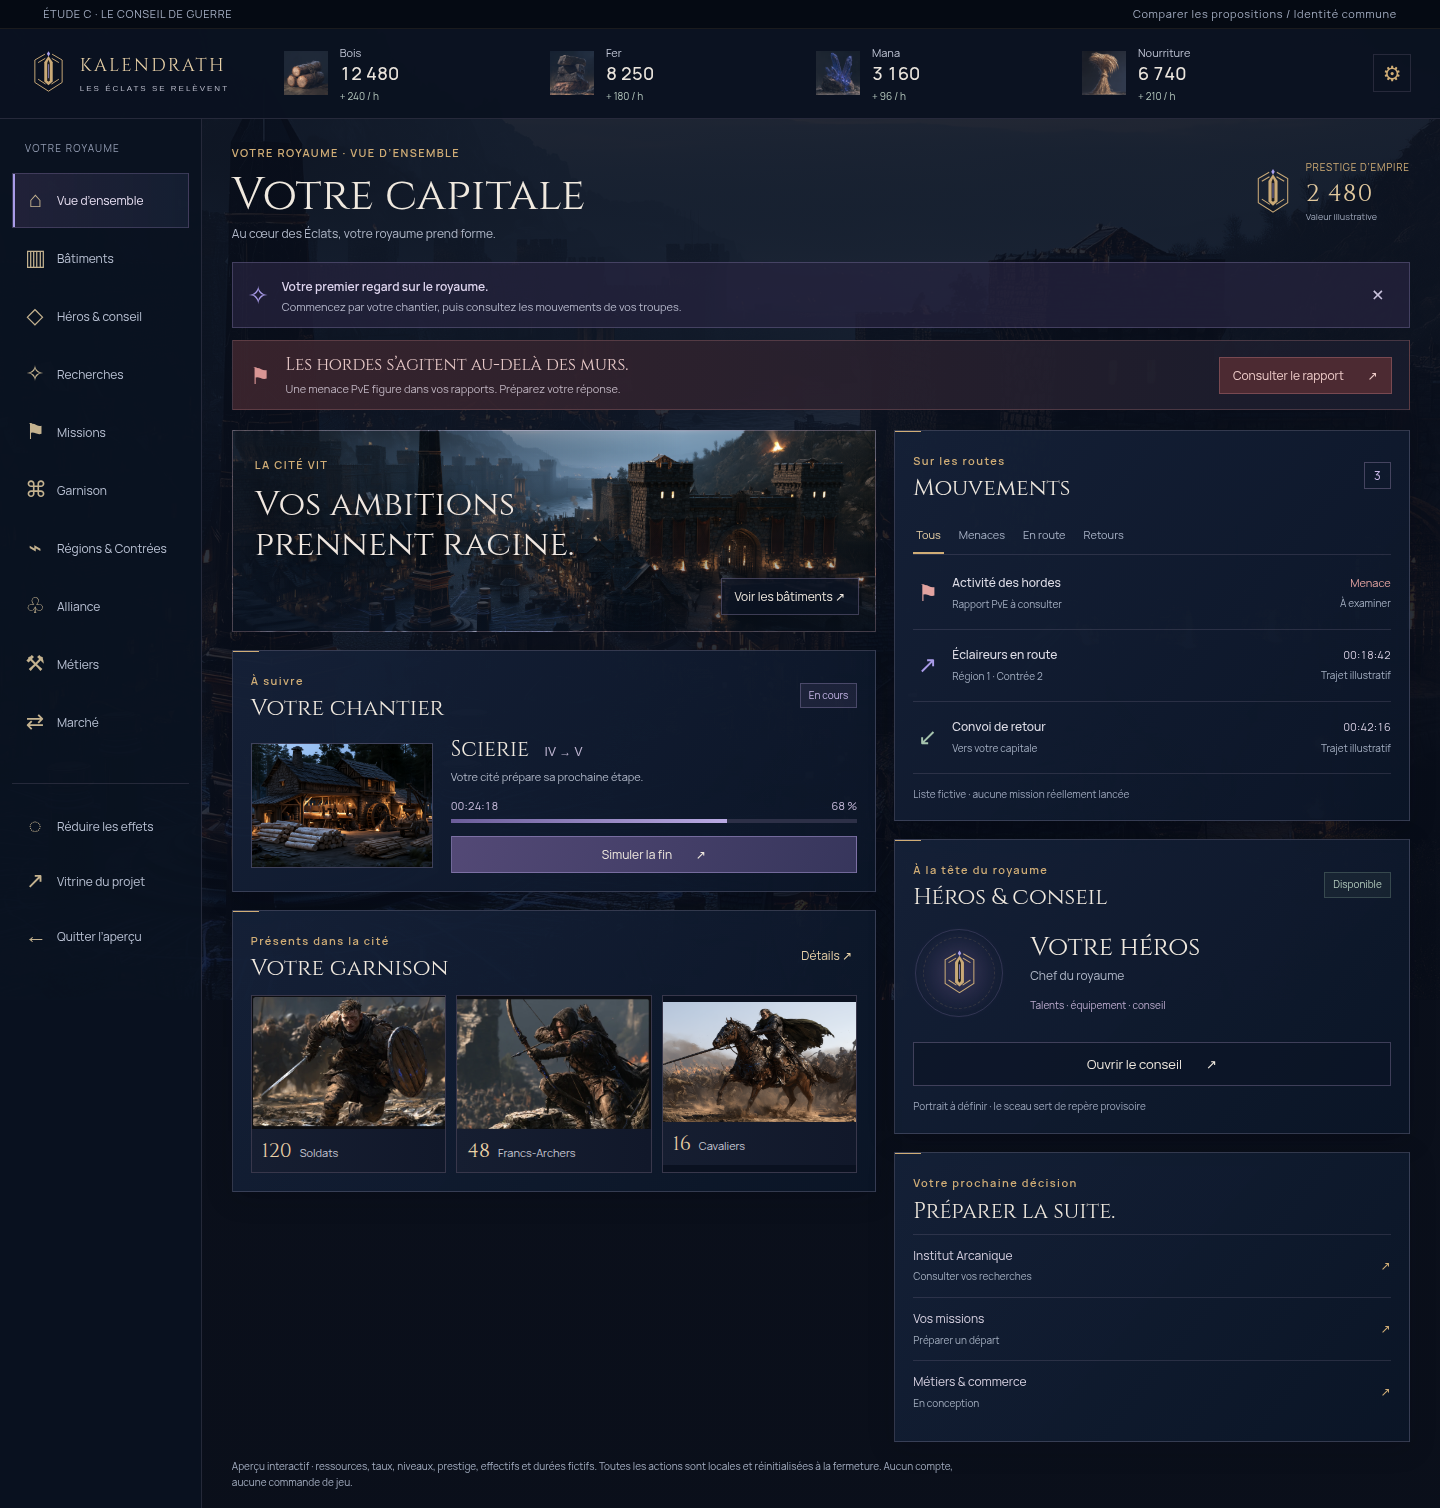 ÉTUDE C · LE CONSEIL DE GUERRE
Comparer les propositions / Identité commune
KALENDRATH
LES ÉCLATS SE RELÈVENT
Bois
12 480
+ 240 / h
Fer
8 250
+ 180 / h
Mana
3 160
+ 96 / h
Nourriture
6 740
+ 210 / h
VOTRE ROYAUME
Vue d'ensemble
Bâtiments
Héros & conseil
Recherches
Missions
Garnison
Régions & Contrées
Alliance
Métiers
Marché
Réduire les effets
Vitrine du projet
Quitter l'aperçu
VOTRE ROYAUME · VUE D'ENSEMBLE
Votre capitale
Au cœur des Éclats, votre royaume prend forme.
PRESTIGE D'EMPIRE
2 480
Valeur illustrative
Votre premier regard sur le royaume.
Commencez par votre chantier, puis consultez les mouvements de vos troupes.
Les hordes s'agitent au-delà des murs.
Une menace PvE figure dans vos rapports. Préparez votre réponse.
Consulter le rapport ↗
LA CITÉ VIT
Vos ambitions
prennent racine.
Voir les bâtiments ↗
À suivre
Votre chantier
En cours
Scierie IV → V
Votre cité prépare sa prochaine étape.
00:24:18
68 %
Simuler la fin ↗
Présents dans la cité
Votre garnison
Détails ↗
120 Soldats
48 Francs-Archers
16 Cavaliers
Sur les routes
Mouvements
3
Tous Menaces En route Retours
Activité des hordes
Menace
Rapport PvE à consulter
À examiner
Éclaireurs en route
00:18:42
Région 1 · Contrée 2
Trajet illustratif
Convoi de retour
00:42:16
Vers votre capitale
Trajet illustratif
Liste fictive · aucune mission réellement lancée
À la tête du royaume
Héros & conseil
Disponible
Votre héros
Chef du royaume
Talents · équipement · conseil
Ouvrir le conseil ↗
Portrait à définir · le sceau sert de repère provisoire
Votre prochaine décision
Préparer la suite.
Institut Arcanique
Consulter vos recherches
Vos missions
Préparer un départ
Métiers & commerce
En conception
Aperçu interactif · ressources, taux, niveaux, prestige, effectifs et durées fictifs. Toutes les actions sont locales et réinitialisées à la fermeture. Aucun compte,
aucune commande de jeu.